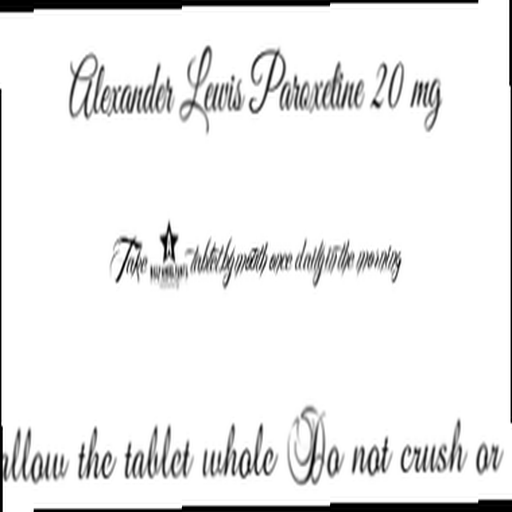 Alexander Lewis Paroxetine 20 mg
Take tablet by mouth once daily in the morning
allow the tablet whole Do not crush or